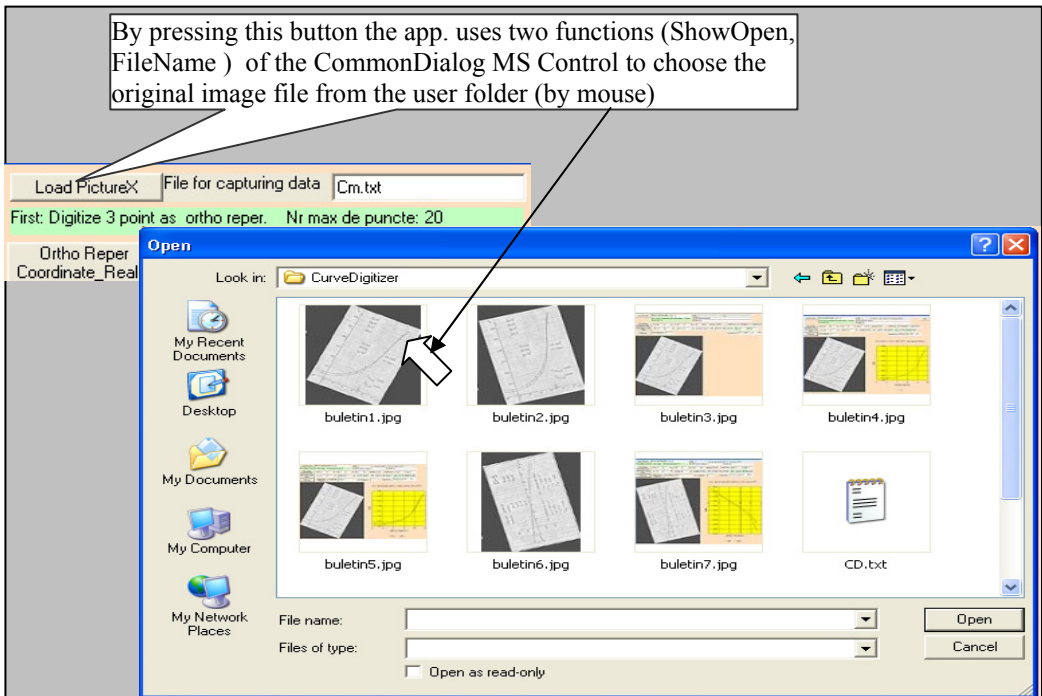 By pressing this button the app. uses two functions (ShowOpen,
FileName ) of the CommonDialog MS Control to choose the
original image file from the user folder (by mouse)
Load PictureX
File for capturing data
Cm.txt
First: Digitize 3 point as ortho reper. Nr max de puncte: 20
Ortho Reper
Coordinate_Real
Open
Look in:
CurveDigitizer
My Recent
Documents
Desktop
My Documents
My Computer
My Network
Places
buletin1.jpg
buletin2.jpg
buletin3.jpg
buletin4.jpg
buletin5.jpg
buletin6.jpg
buletin7.jpg
CD.txt
File name:
Open
Files of type:
Cancel
Open as read-only